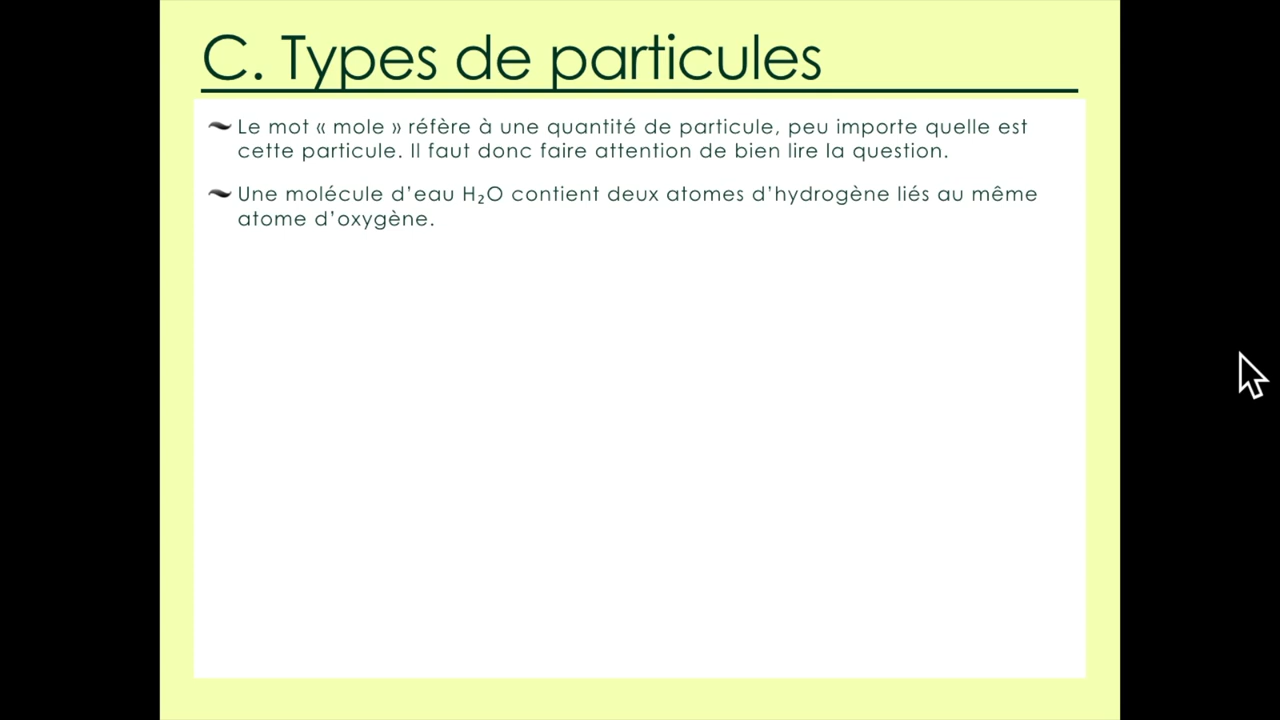 C. Types de particules
Le mot « mole » réfère à une quantité de particule, peu importe quelle est
cette particule. Il faut donc faire attention de bien lire la question.
Une molécule d’eau H₂O contient deux atomes d’hydrogène liés au même
atome d’oxygène.